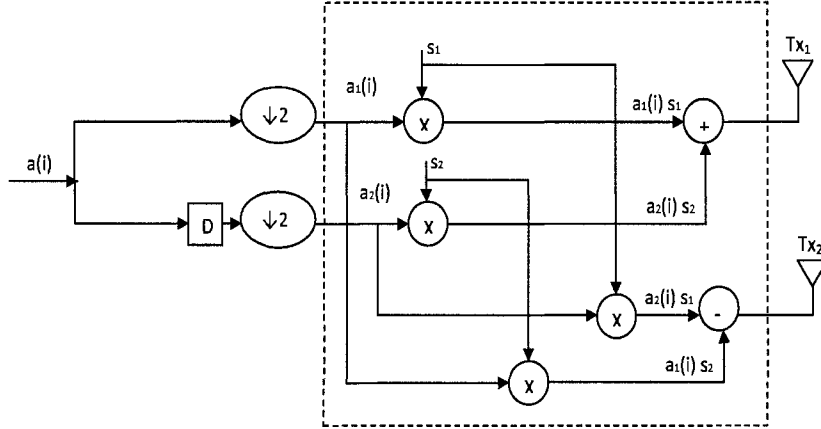 Tx₁
s₁
a₁(i)
↓2
X
a₁(i) s₁
+
a(i)
s₂
a₂(i)
D
↓2
X
a₂(i) s₂
Tx₂
a₂(i) s₁
X
-
a₁(i) s₂
X